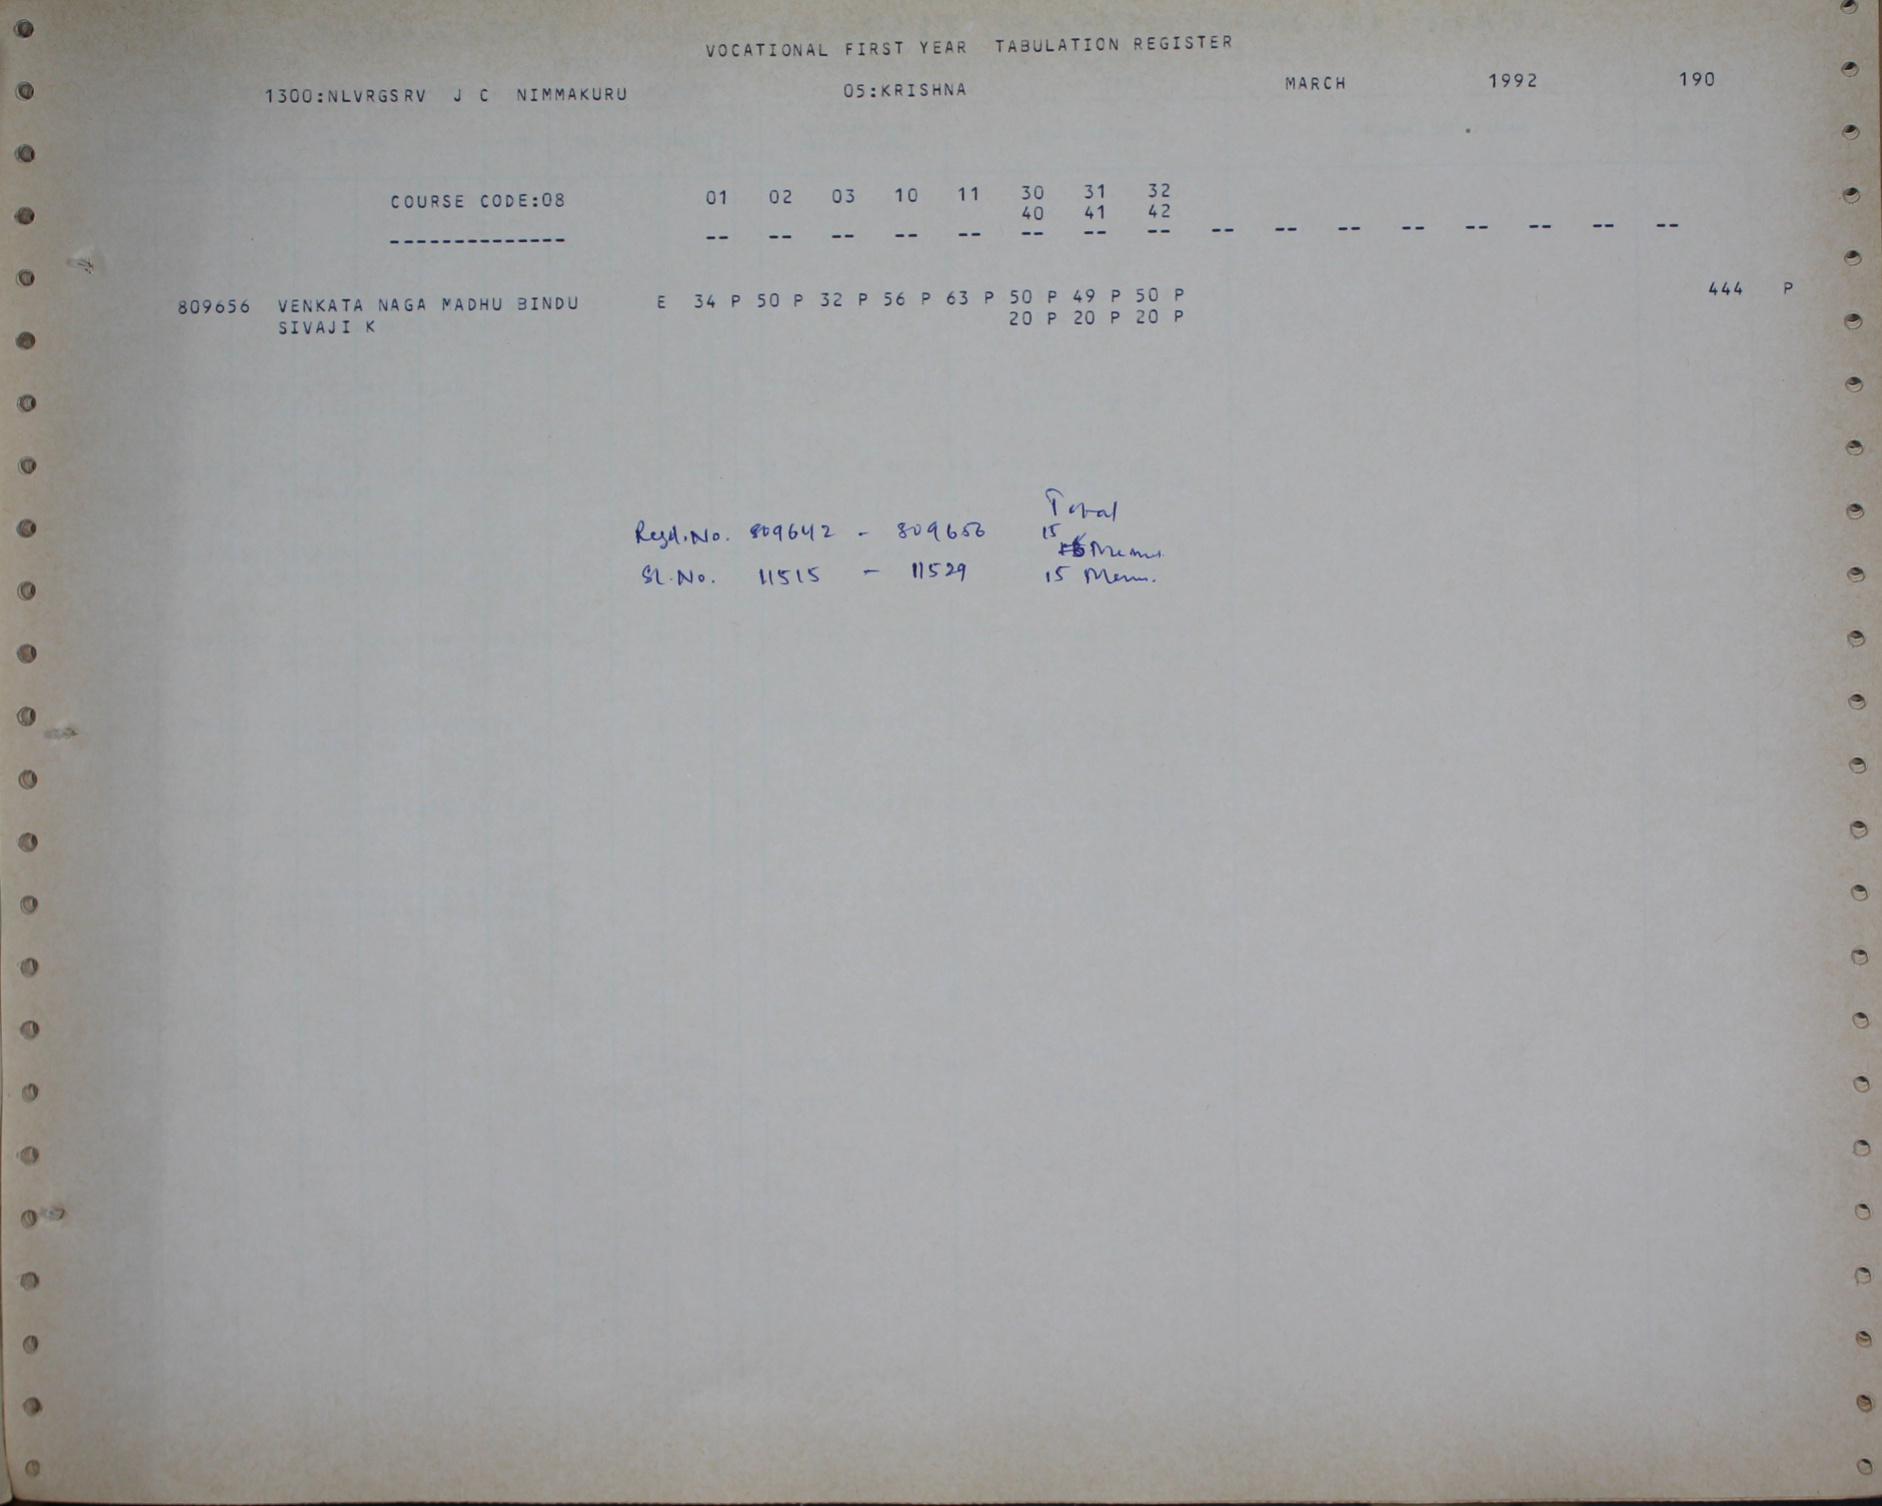 VOCATIONAL FIRST YEAR TABULATION REGISTER
1300:NLVRGSRV J C NIMMAKURU 05:KRISHNA MARCH 1992 190
COURSE CODE:08 01 02 03 10 11 30 31 32
40 41 42
-------------- -- -- -- -- -- -- -- -- -- -- -- -- -- -- -- --
809656 VENKATA NAGA MADHU BINDU E 34 P 50 P 32 P 56 P 63 P 50 P 49 P 50 P 444 P
SIVAJI K 20 P 20 P 20 P
Total
Regd.No. 809642 - 809656 15
Memo.
Sl.No. 11515 - 11529 15 Mem.